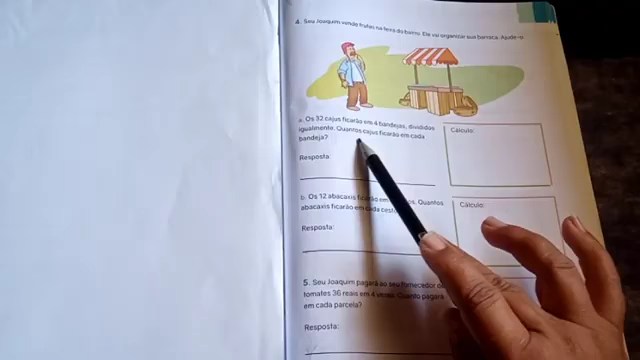 4. Seu Joaquim vende frutas na feira do bairro. Ele vai organizar sua barraca. Ajude-o
a. Os 32 cajus ficarão em 4 bandejas, divididos
igualmente. Quantos cajus ficarão em cada
bandeja?
Cálculo:
Resposta:
b. Os 12 abacaxis ficarão em Quantos
abacaxis ficarão em cada cesto
Cálculo:
Resposta:
5. Seu Joaquim pagará ao seu fornecedor de
tomates 36 reais em 4 vezes. Quanto pagará
em cada parcela?
Resposta: